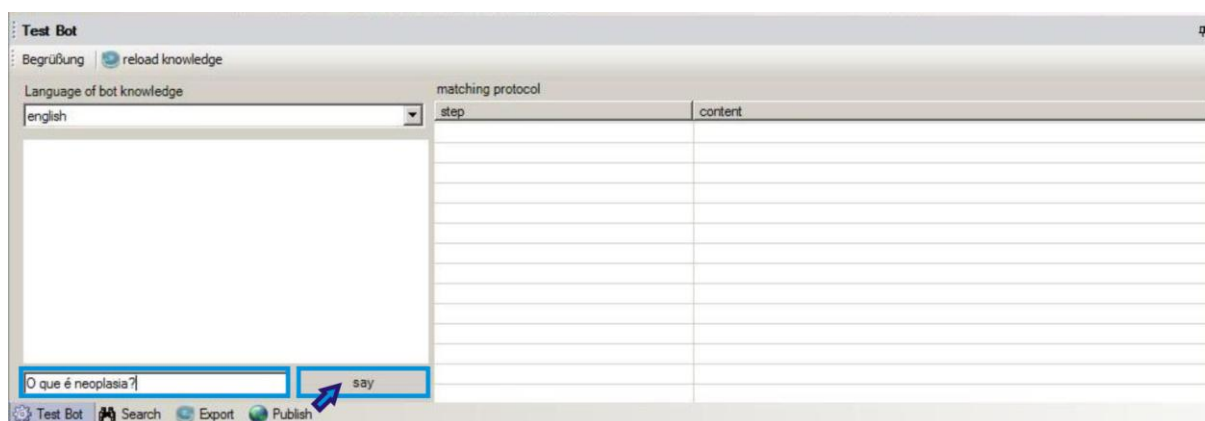 Test Bot
Begrüßung reload knowledge
Language of bot knowledge
english
matching protocol
step content
O que é neoplasia?
say
Test Bot Search Export Publish